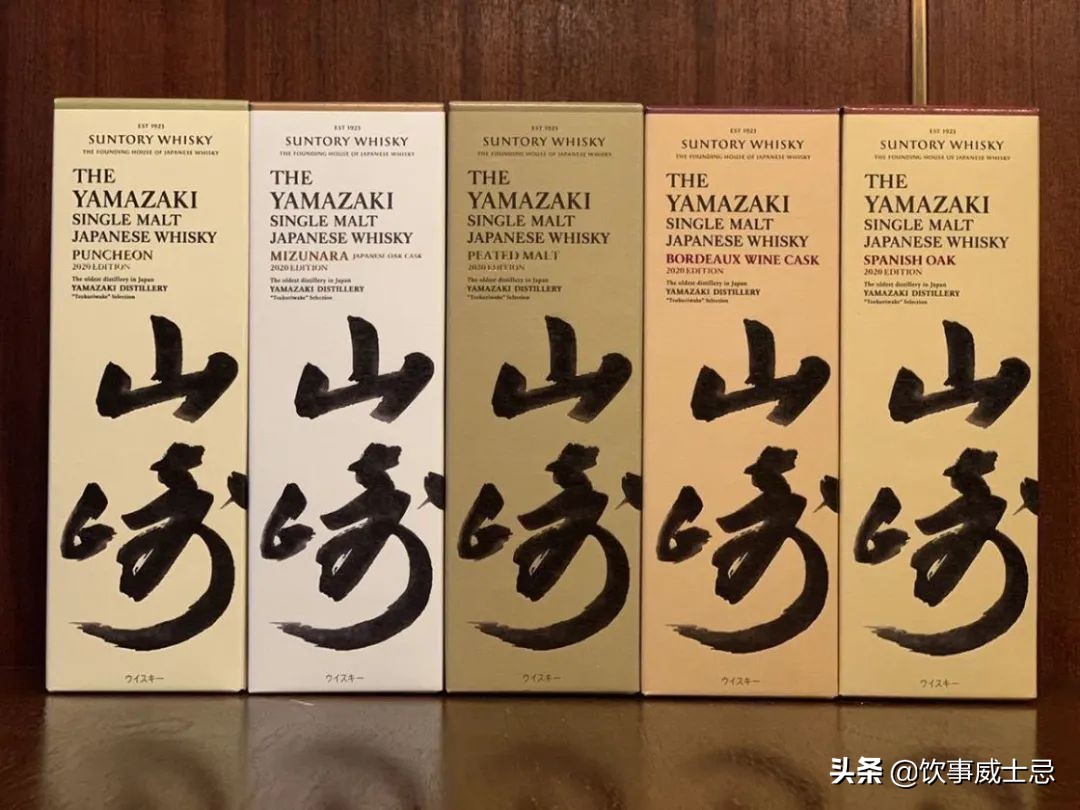 EST 1923
SUNTORY WHISKY
THE FOUNDING HOUSE OF JAPANESE WHISKY
THE
YAMAZAKI
SINGLE MALT
JAPANESE WHISKY
PUNCHEON
2020 EDITION
The oldest distillery in Japan
YAMAZAKI DISTILLERY
"Tsukuriwake" Selection
山崎
ウイスキー
EST 1923
SUNTORY WHISKY
THE FOUNDING HOUSE OF JAPANESE WHISKY
THE
YAMAZAKI
SINGLE MALT
JAPANESE WHISKY
MIZUNARA JAPANESE OAK CASK
2020 EDITION
The oldest distillery in Japan
YAMAZAKI DISTILLERY
"Tsukuriwake" Selection
山崎
ウイスキー
EST 1923
SUNTORY WHISKY
THE FOUNDING HOUSE OF JAPANESE WHISKY
THE
YAMAZAKI
SINGLE MALT
JAPANESE WHISKY
PEATED MALT
2020 EDITION
The oldest distillery in Japan
YAMAZAKI DISTILLERY
"Tsukuriwake" Selection
山崎
ウイスキー
EST 1923
SUNTORY WHISKY
THE FOUNDING HOUSE OF JAPANESE WHISKY
THE
YAMAZAKI
SINGLE MALT
JAPANESE WHISKY
BORDEAUX WINE CASK
2020 EDITION
The oldest distillery in Japan
YAMAZAKI DISTILLERY
"Tsukuriwake" Selection
山崎
ウイスキー
EST 1923
SUNTORY WHISKY
THE FOUNDING HOUSE OF JAPANESE WHISKY
THE
YAMAZAKI
SINGLE MALT
JAPANESE WHISKY
SPANISH OAK
2020 EDITION
The oldest distillery in Japan
YAMAZAKI DISTILLERY
"Tsukuriwake" Selection
山崎
ウイスキー
头条 @饮事威士忌